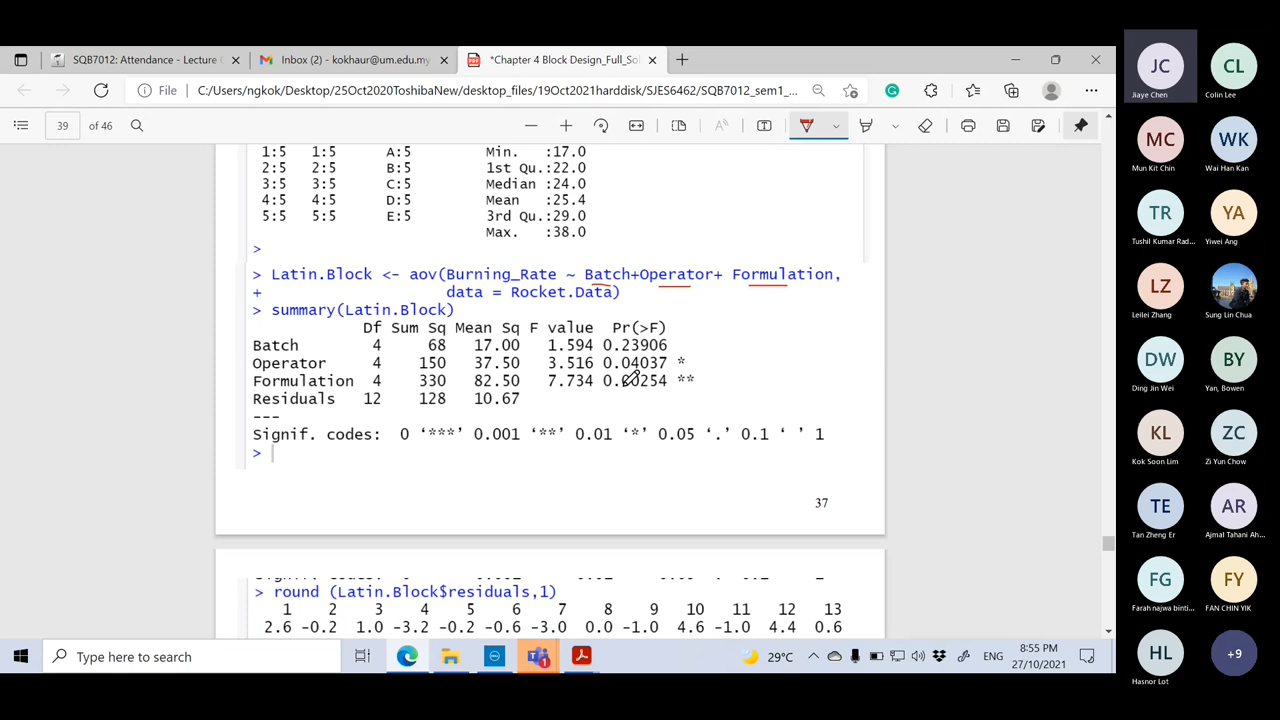 SQB7012: Attendance - Lecture
Inbox (2) - kokhaur@um.edu.my
*Chapter 4 Block Design_Full_Sol
File
C:/Users/ngkok/Desktop/25Oct2020ToshibaNew/desktop_files/19Oct2021harddisk/SJES6462/SQB7012_sem1_...
39 of 46
1:5 1:5 A:5 Min. :17.0
2:5 2:5 B:5 1st Qu.:22.0
3:5 3:5 C:5 Median :24.0
4:5 4:5 D:5 Mean :25.4
5:5 5:5 E:5 3rd Qu.:29.0
Max. :38.0
>
> Latin.Block <- aov(Burning_Rate ~ Batch+Operator+ Formulation,
+ data = Rocket.Data)
> summary(Latin.Block)
Df Sum Sq Mean Sq F value Pr(>F)
Batch 4 68 17.00 1.594 0.23906
Operator 4 150 37.50 3.516 0.04037 *
Formulation 4 330 82.50 7.734 **
Residuals 12 128 10.67
---
Signif. codes: 0 ‘***’ 0.001 ‘**’ 0.01 ‘*’ 0.05 ‘.’ 0.1 ‘ ’ 1
>
37
> round (Latin.Block$residuals,1)
1 2 3 4 5 6 7 8 9 10 11 12 13
2.6 -0.2 1.0 -3.2 -0.2 -0.6 -3.0 0.0 -1.0 4.6 -1.0 4.4 0.6
Type here to search
29°C
ENG
8:55 PM
27/10/2021
JC
Jiaye Chen
CL
Colin Lee
MC
Mun Kit Chin
WK
Wai Han Kan
TR
Tushil Kumar Rad...
YA
Yiwei Ang
LZ
Leilei Zhang
Sung Lin Chua
DW
Ding Jin Wei
BY
Yan, Bowen
KL
Kok Soon Lim
ZC
Zi Yun Chow
TE
Tan Zheng Er
AR
Ajmal Tahani Ah...
FG
Farah najwa binti...
FY
FAN CHIN YIK
HL
Hasnor Lot
+9